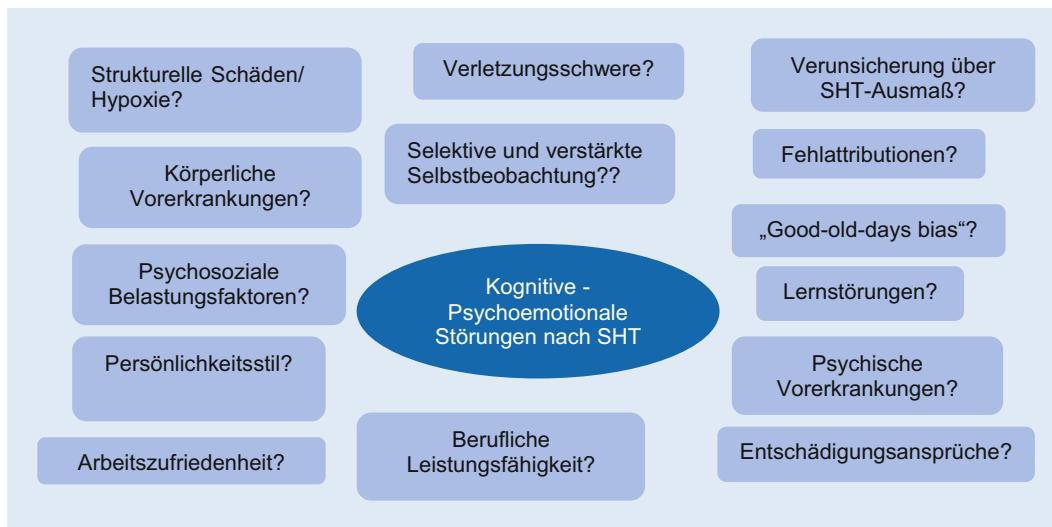 Strukturelle Schäden/
Hypoxie?
Verletzungsschwere?
Verunsicherung über
SHT-Ausmaß?
Körperliche
Vorerkrankungen?
Selektive und verstärkte
Selbstbeobachtung??
Fehlattributionen?
„Good-old-days bias“?
Psychosoziale
Belastungsfaktoren?
Kognitive -
Psychoemotionale
Störungen nach SHT
Lernstörungen?
Persönlichkeitsstil?
Psychische
Vorerkrankungen?
Arbeitszufriedenheit?
Berufliche
Leistungsfähigkeit?
Entschädigungsansprüche?